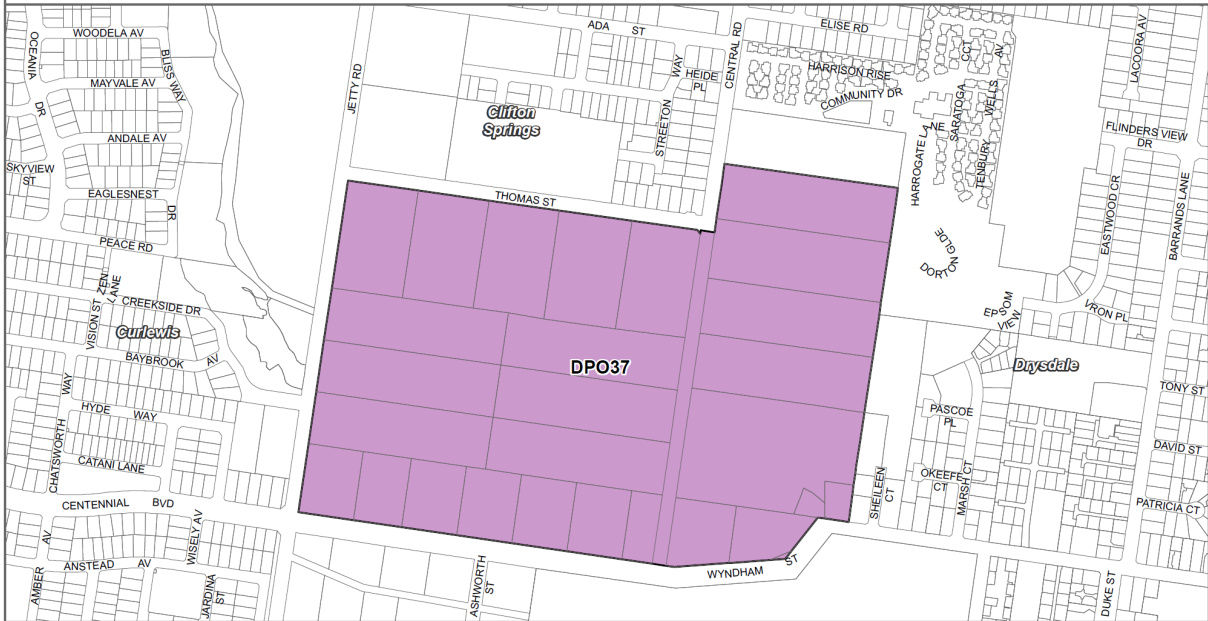 WOODELA AV
OCEANIA
DR
BLISS WAY
MAYVALE AV
ANDALE AV
SKYVIEW
ST
EAGLESNEST
DR
PEACE RD
ZEN
LANE
VISION ST
CREEKSIDE DR
Curlewis
BAYBROOK AV
WAY
HYDE WAY
CHATSWORTH
CATANI LANE
CENTENNIAL BVD
WISELY AV
AV
ANSTEAD AV
AMBER
JARDINA
ST
JETTY RD
ADA ST
WAY
HEIDE
PL
CENTRAL RD
STREETON
Clifton
Springs
THOMAS ST
ELISE RD
HARRISON RISE
COMMUNITY DR
CCT
AV
SARATOGA
WELLS
TENBURY
HARROGATE LANE
LACOORA AV
FLINDERS VIEW
DR
EASTWOOD CR
BARRANDS LANE
DORTON GLDE
EPSOM
VIEW
VRON PL
Drysdale
DPO37
TONY ST
PASCOE
PL
DAVID ST
OKEEFE
CT
MARSH CT
SHEILEEN
CT
PATRICIA CT
WYNDHAM ST
ASHWORTH
ST
DUKE ST